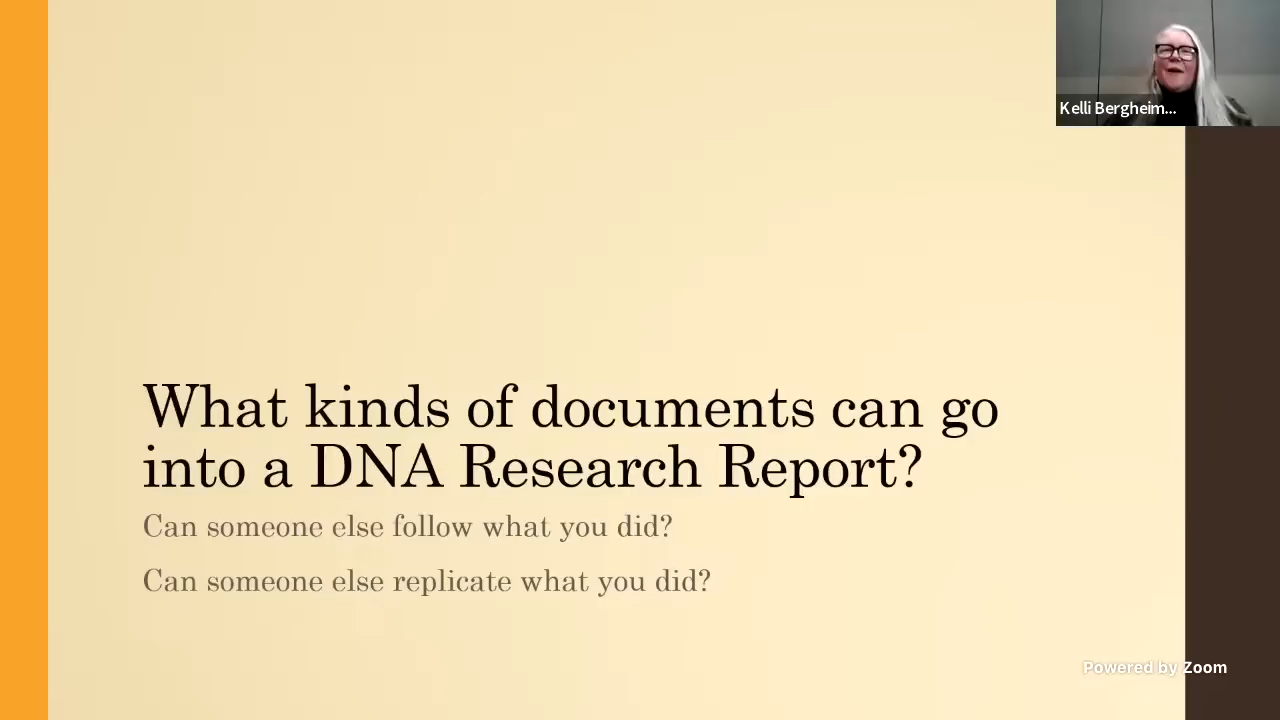 Kelli Bergheim...
What kinds of documents can go
into a DNA Research Report?
Can someone else follow what you did?
Can someone else replicate what you did?
Powered by Zoom